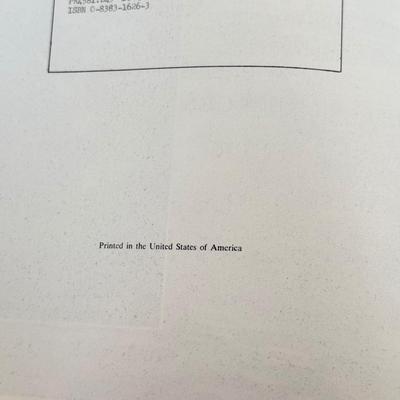 ISBN 0-8383-1626-3
Printed in the United States of America